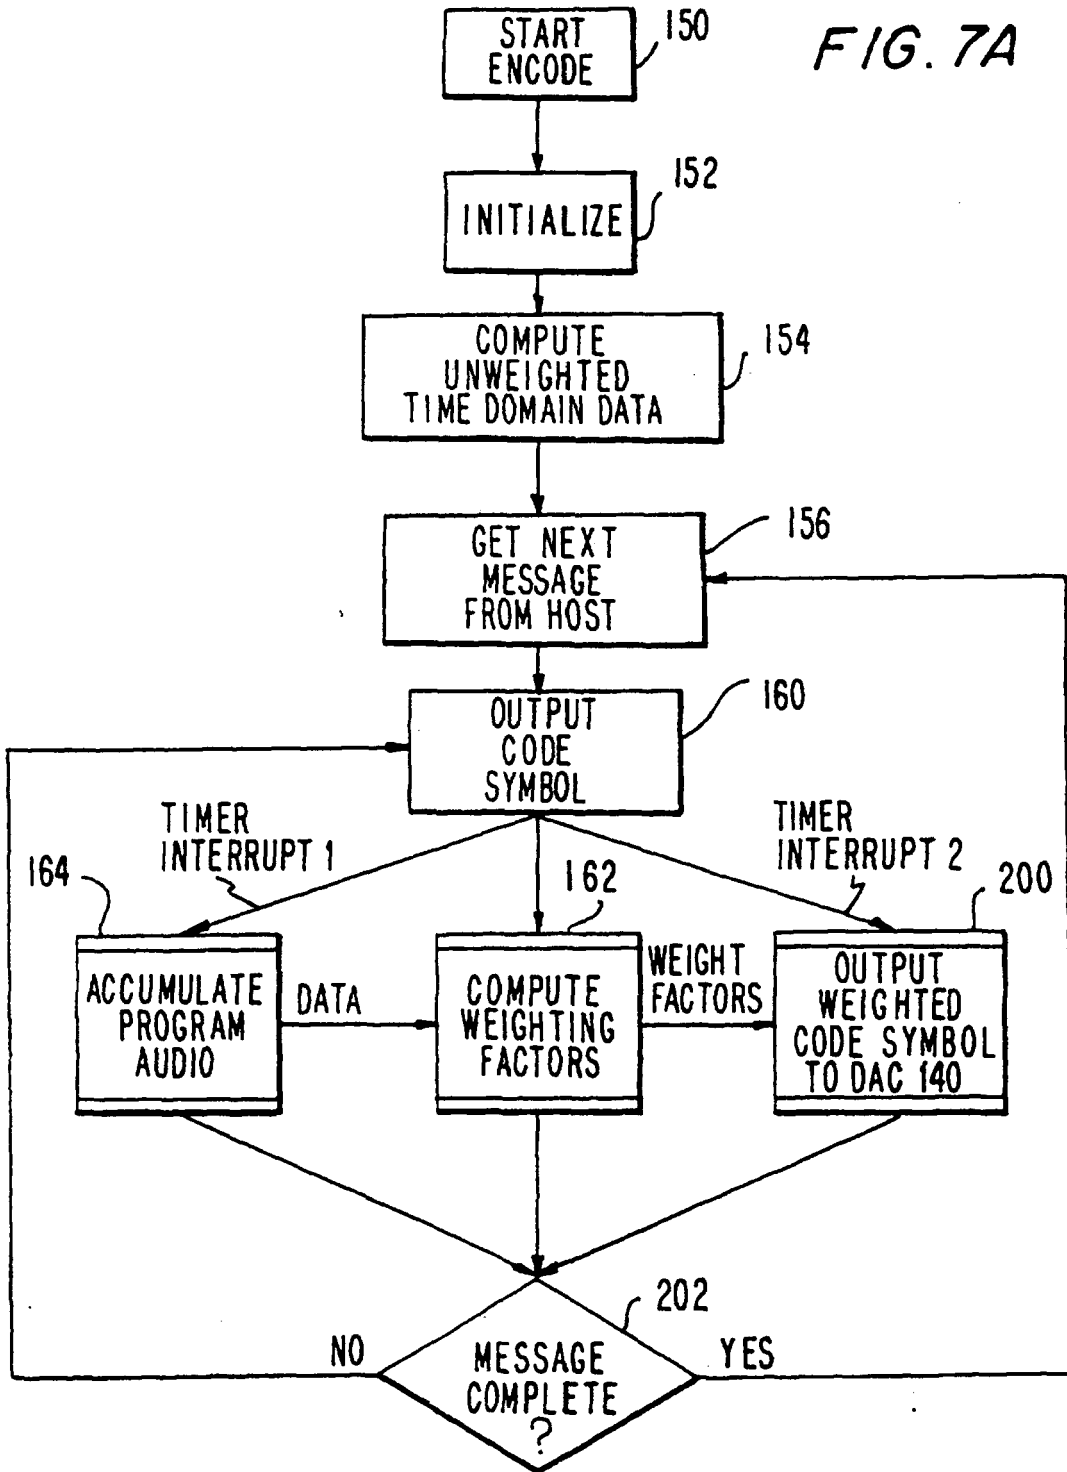 FIG. 7A
START
ENCODE
150
INITIALIZE
152
COMPUTE
UNWEIGHTED
TIME DOMAIN DATA
154
GET NEXT
MESSAGE
FROM HOST
156
OUTPUT
CODE
SYMBOL
160
TIMER
INTERRUPT 1
TIMER
INTERRUPT 2
164
162
200
ACCUMULATE
PROGRAM
AUDIO
DATA
COMPUTE
WEIGHTING
FACTORS
WEIGHT
FACTORS
OUTPUT
WEIGHTED
CODE SYMBOL
TO DAC 140
202
NO
MESSAGE
COMPLETE
?
YES